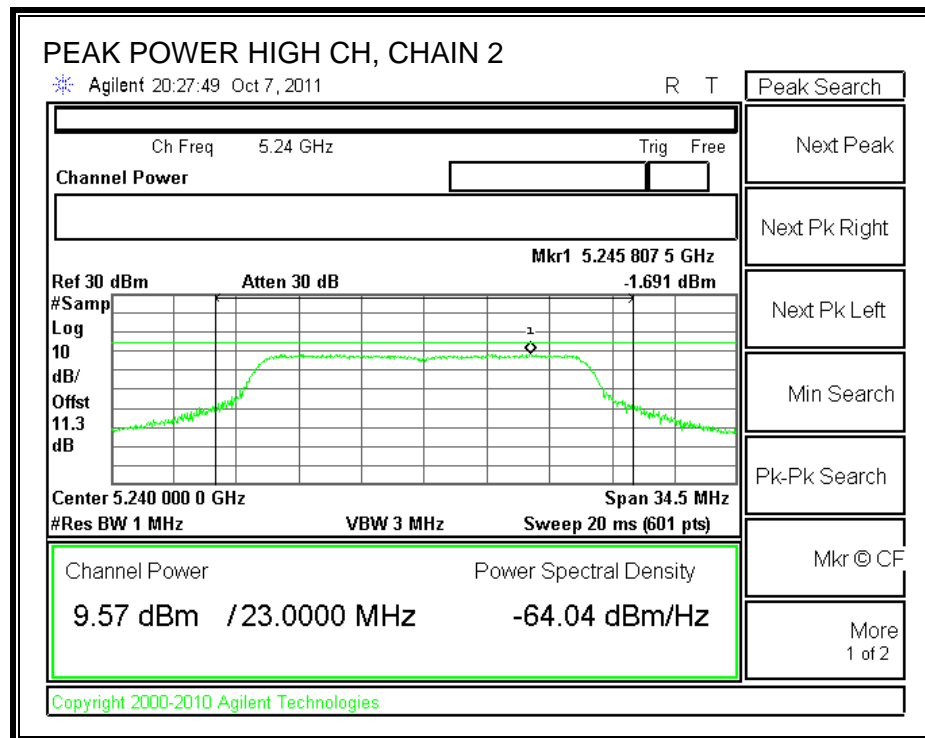 PEAK POWER HIGH CH, CHAIN 2
Agilent 20:27:49 Oct 7, 2011 R T
Peak Search
Ch Freq 5.24 GHz Trig Free
Channel Power
Mkr1 5.245 807 5 GHz
Ref 30 dBm Atten 30 dB -1.691 dBm
#Samp
Log
10
dB/
Offst
11.3
dB
1
Center 5.240 000 0 GHz Span 34.5 MHz
#Res BW 1 MHz VBW 3 MHz Sweep 20 ms (601 pts)
Channel Power Power Spectral Density
9.57 dBm /23.0000 MHz -64.04 dBm/Hz
Next Peak
Next Pk Right
Next Pk Left
Min Search
Pk-Pk Search
Mkr © CF
More
1 of 2
Copyright 2000-2010 Agilent Technologies